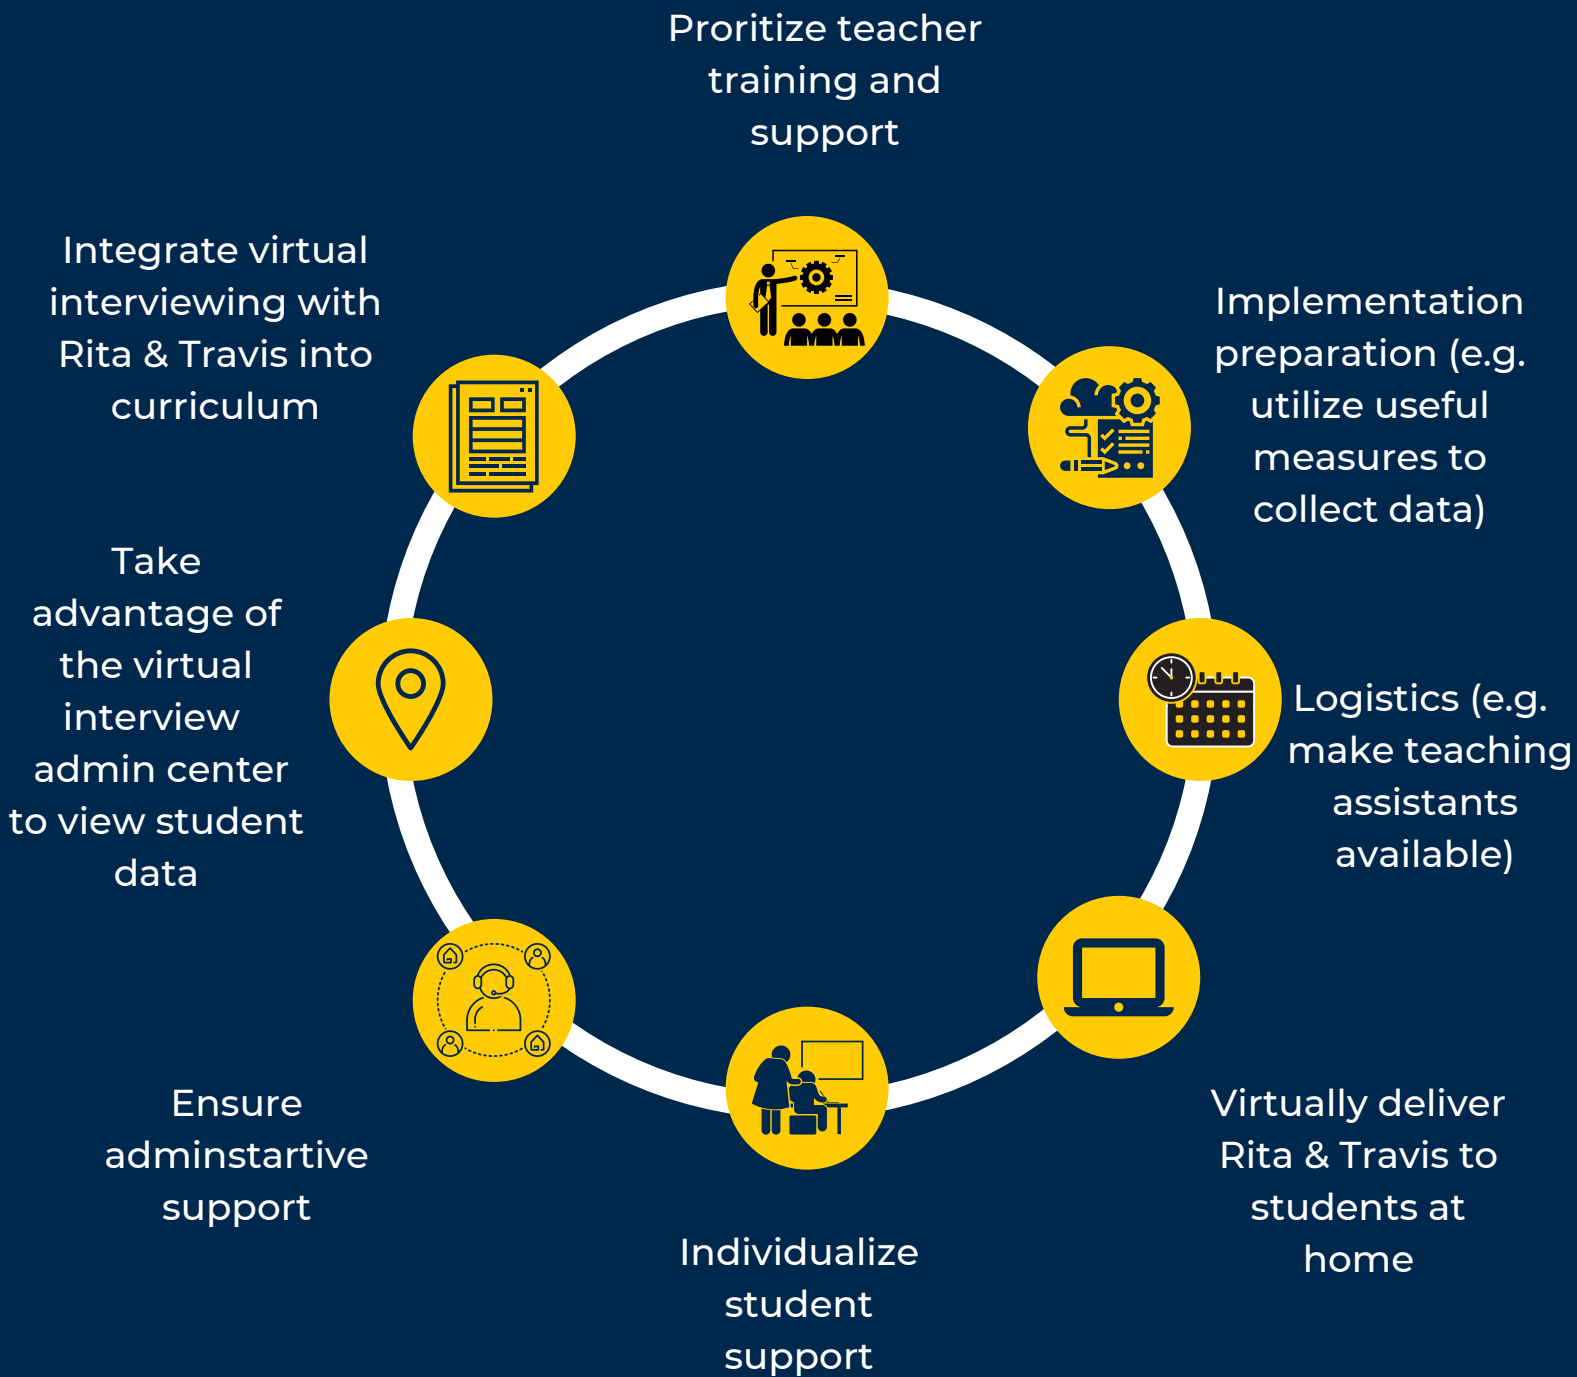 Proritize teacher
training and
support
Implementation
preparation (e.g.
utilize useful
measures to
collect data)
Logistics (e.g.
make teaching
assistants
available)
Virtually deliver
Rita & Travis to
students at
home
Individualize
student
support
Ensure
adminstartive
support
Take
advantage of
the virtual
interview
admin center
to view student
data
Integrate virtual
interviewing with
Rita & Travis into
curriculum